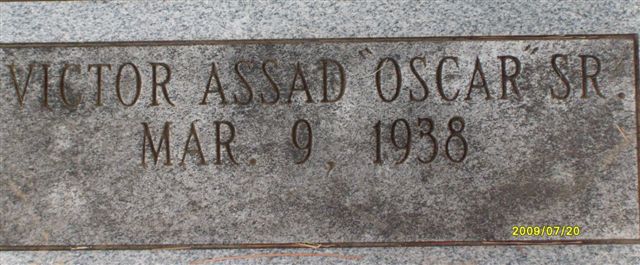 VICTOR ASSAD "OSCAR" SR.
MAR. 9, 1938
2009/07/20